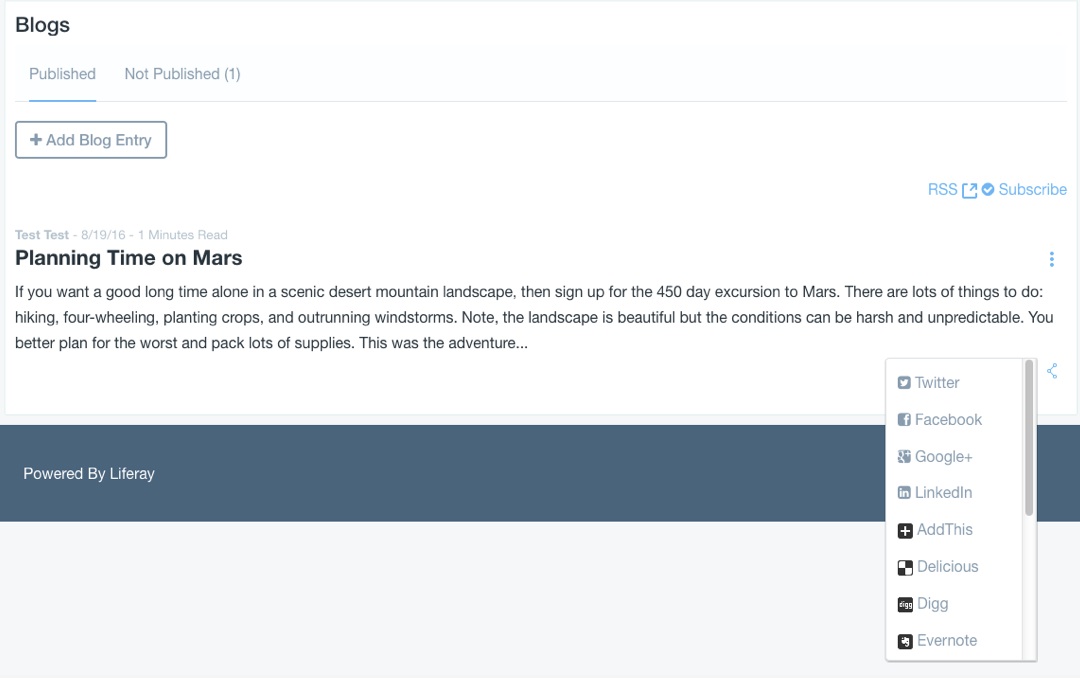 Blogs
Published Not Published (1)
+ Add Blog Entry
RSS Subscribe
Test Test - 8/19/16 - 1 Minutes Read
Planning Time on Mars
If you want a good long time alone in a scenic desert mountain landscape, then sign up for the 450 day excursion to Mars. There are lots of things to do:
hiking, four-wheeling, planting crops, and outrunning windstorms. Note, the landscape is beautiful but the conditions can be harsh and unpredictable. You
better plan for the worst and pack lots of supplies. This was the adventure...
Twitter
Facebook
Google+
LinkedIn
AddThis
Delicious
digg Digg
Evernote
Powered By Liferay